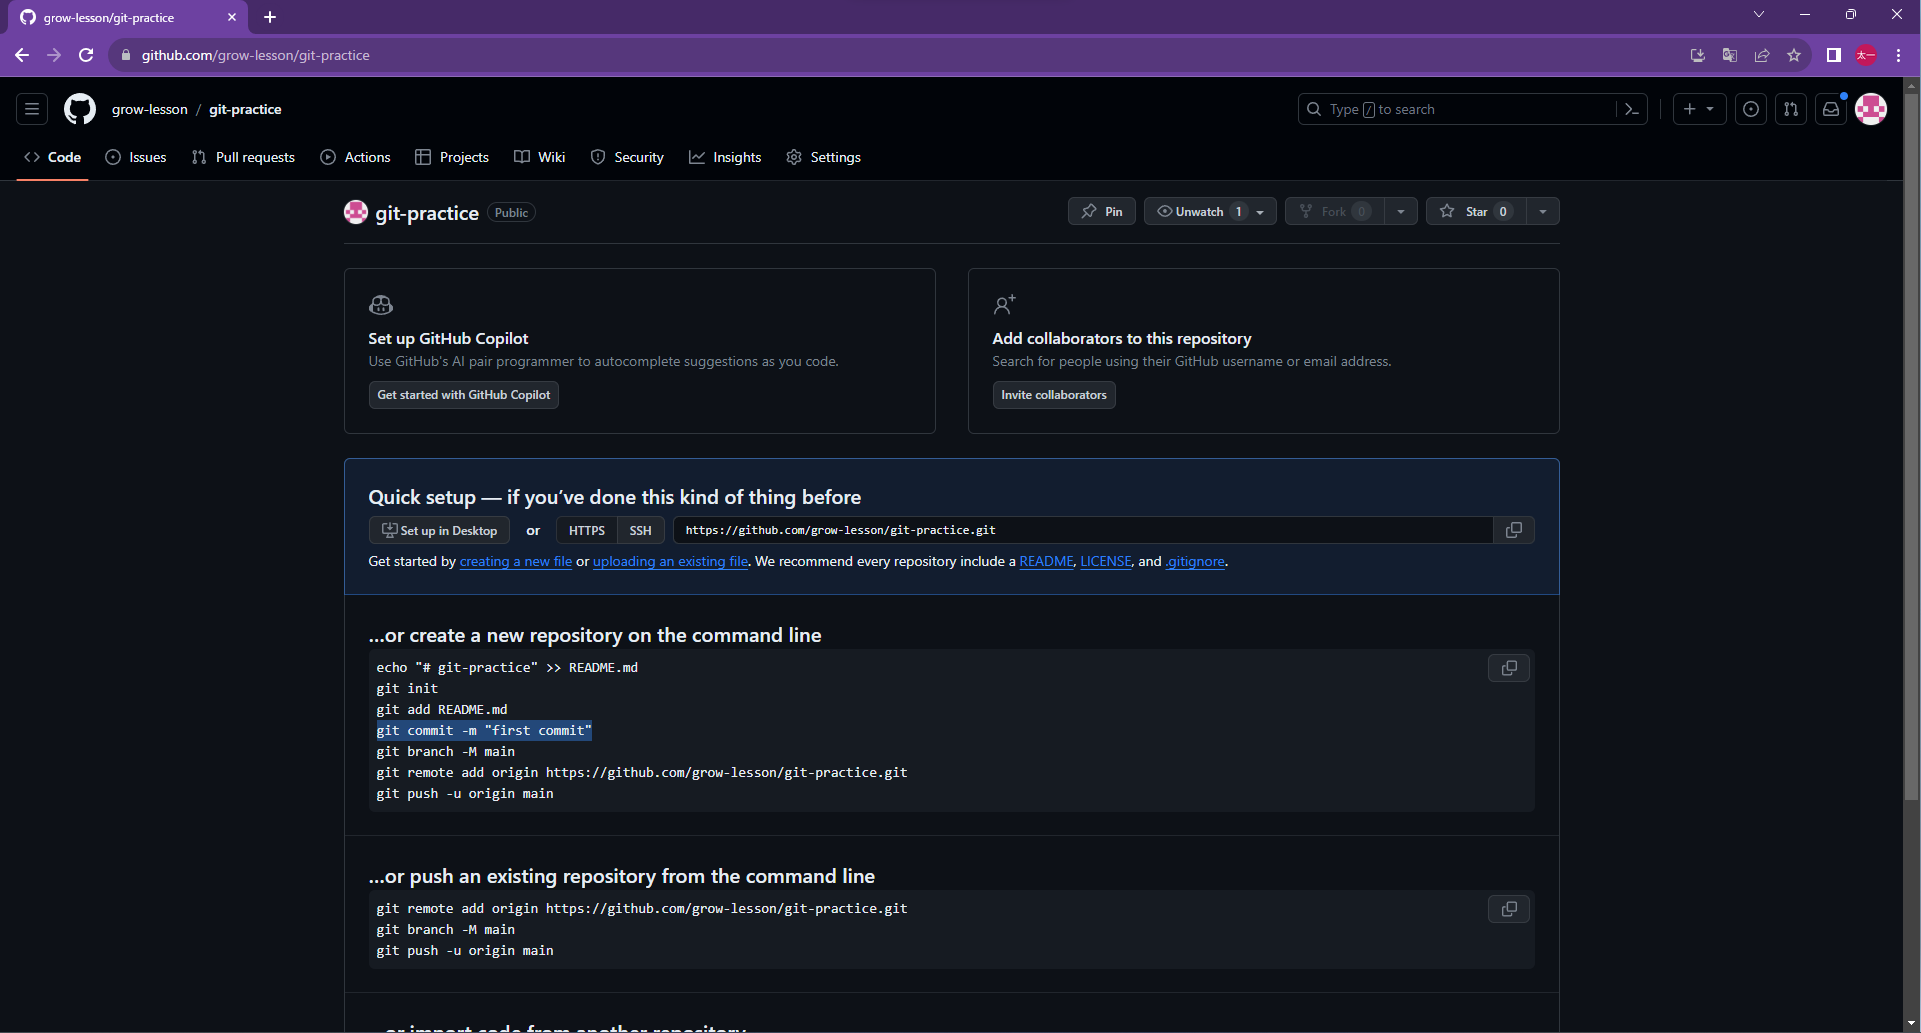 grow-lesson/git-practice
github.com/grow-lesson/git-practice
太一
grow-lesson / git-practice
Type / to search
Code Issues Pull requests Actions Projects Wiki Security Insights Settings
git-practice Public
Pin Unwatch 1 Fork 0 Star 0
Set up GitHub Copilot
Use GitHub's AI pair programmer to autocomplete suggestions as you code.
Get started with GitHub Copilot
Add collaborators to this repository
Search for people using their GitHub username or email address.
Invite collaborators
Quick setup — if you’ve done this kind of thing before
Set up in Desktop or HTTPS SSH https://github.com/grow-lesson/git-practice.git
Get started by creating a new file or uploading an existing file. We recommend every repository include a README, LICENSE, and .gitignore.
…or create a new repository on the command line
echo "# git-practice" >> README.md
git init
git add README.md
git commit -m "first commit"
git branch -M main
git remote add origin https://github.com/grow-lesson/git-practice.git
git push -u origin main
…or push an existing repository from the command line
git remote add origin https://github.com/grow-lesson/git-practice.git
git branch -M main
git push -u origin main
…or import code from another repository